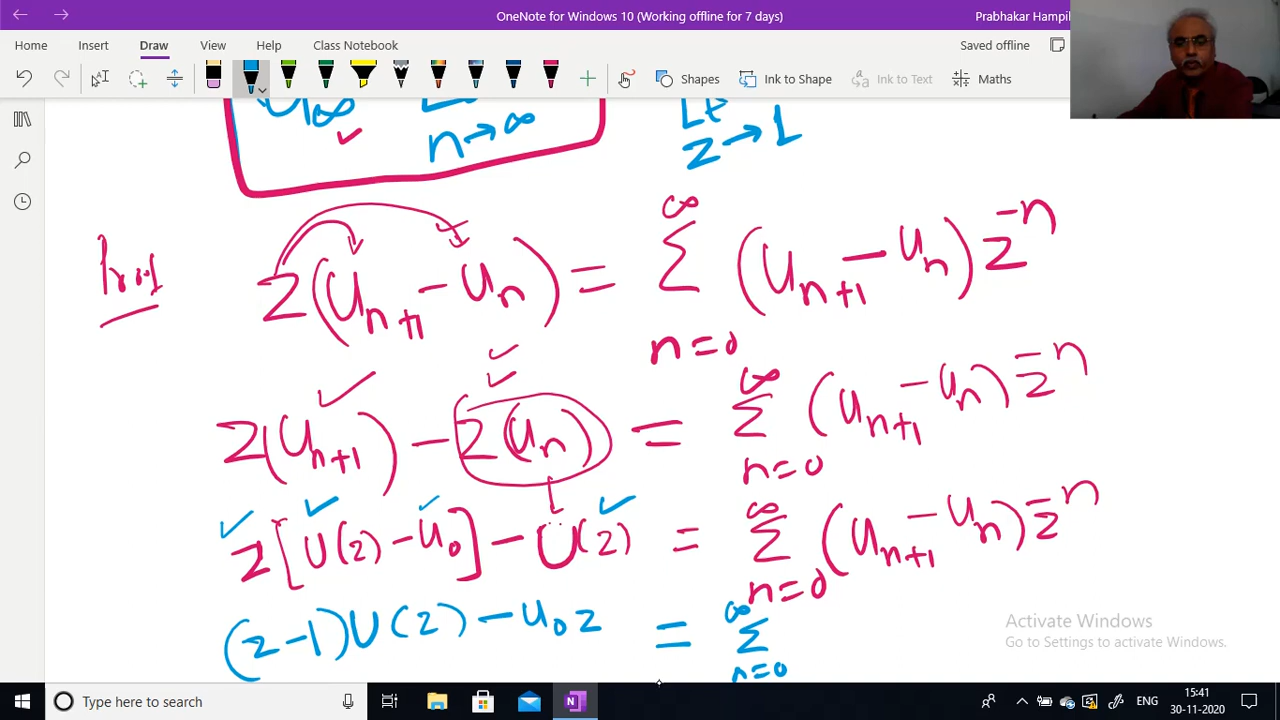 OneNote for Windows 10 (Working offline for 7 days)
Prabhakar Hampil
Home Insert Draw View Help Class Notebook
Saved offline
Shapes Ink to Shape Ink to Text Maths
n→∞
Lt
z→1
Proof
Z(Un+1 − Un) = ∑ n=0 ∞ (Un+1 − Un) z^-n
Z(Un+1) − Z(Un) = ∑ n=0 ∞ (Un+1 − Un) z^-n
z[U(z) − U0] − U(z) = ∑ n=0 ∞ (Un+1 − Un) z^-n
(z−1)U(z) − U0 z = ∑ n=0 ∞
Activate Windows
Go to Settings to activate Windows.
Type here to search
ENG
15:41
30-11-2020